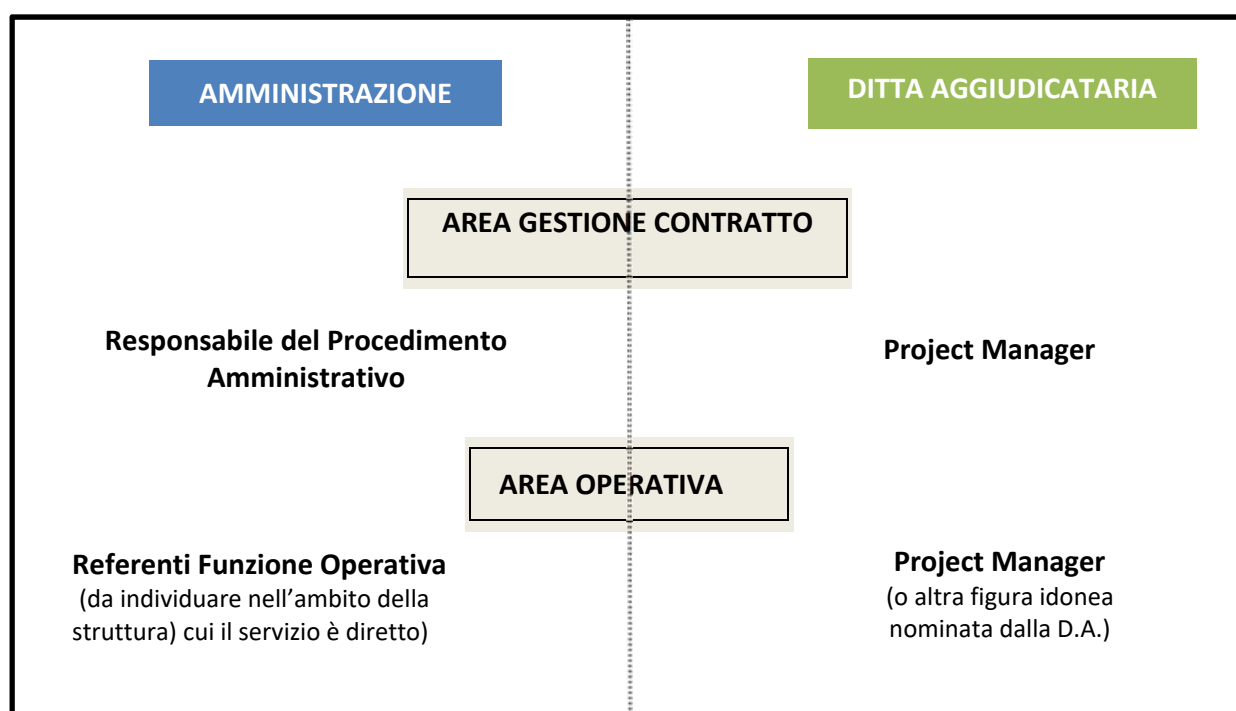 AMMINISTRAZIONE
DITTA AGGIUDICATARIA
AREA GESTIONE CONTRATTO
Responsabile del Procedimento
Amministrativo
Project Manager
AREA OPERATIVA
Referenti Funzione Operativa
(da individuare nell’ambito della
struttura) cui il servizio è diretto)
Project Manager
(o altra figura idonea
nominata dalla D.A.)